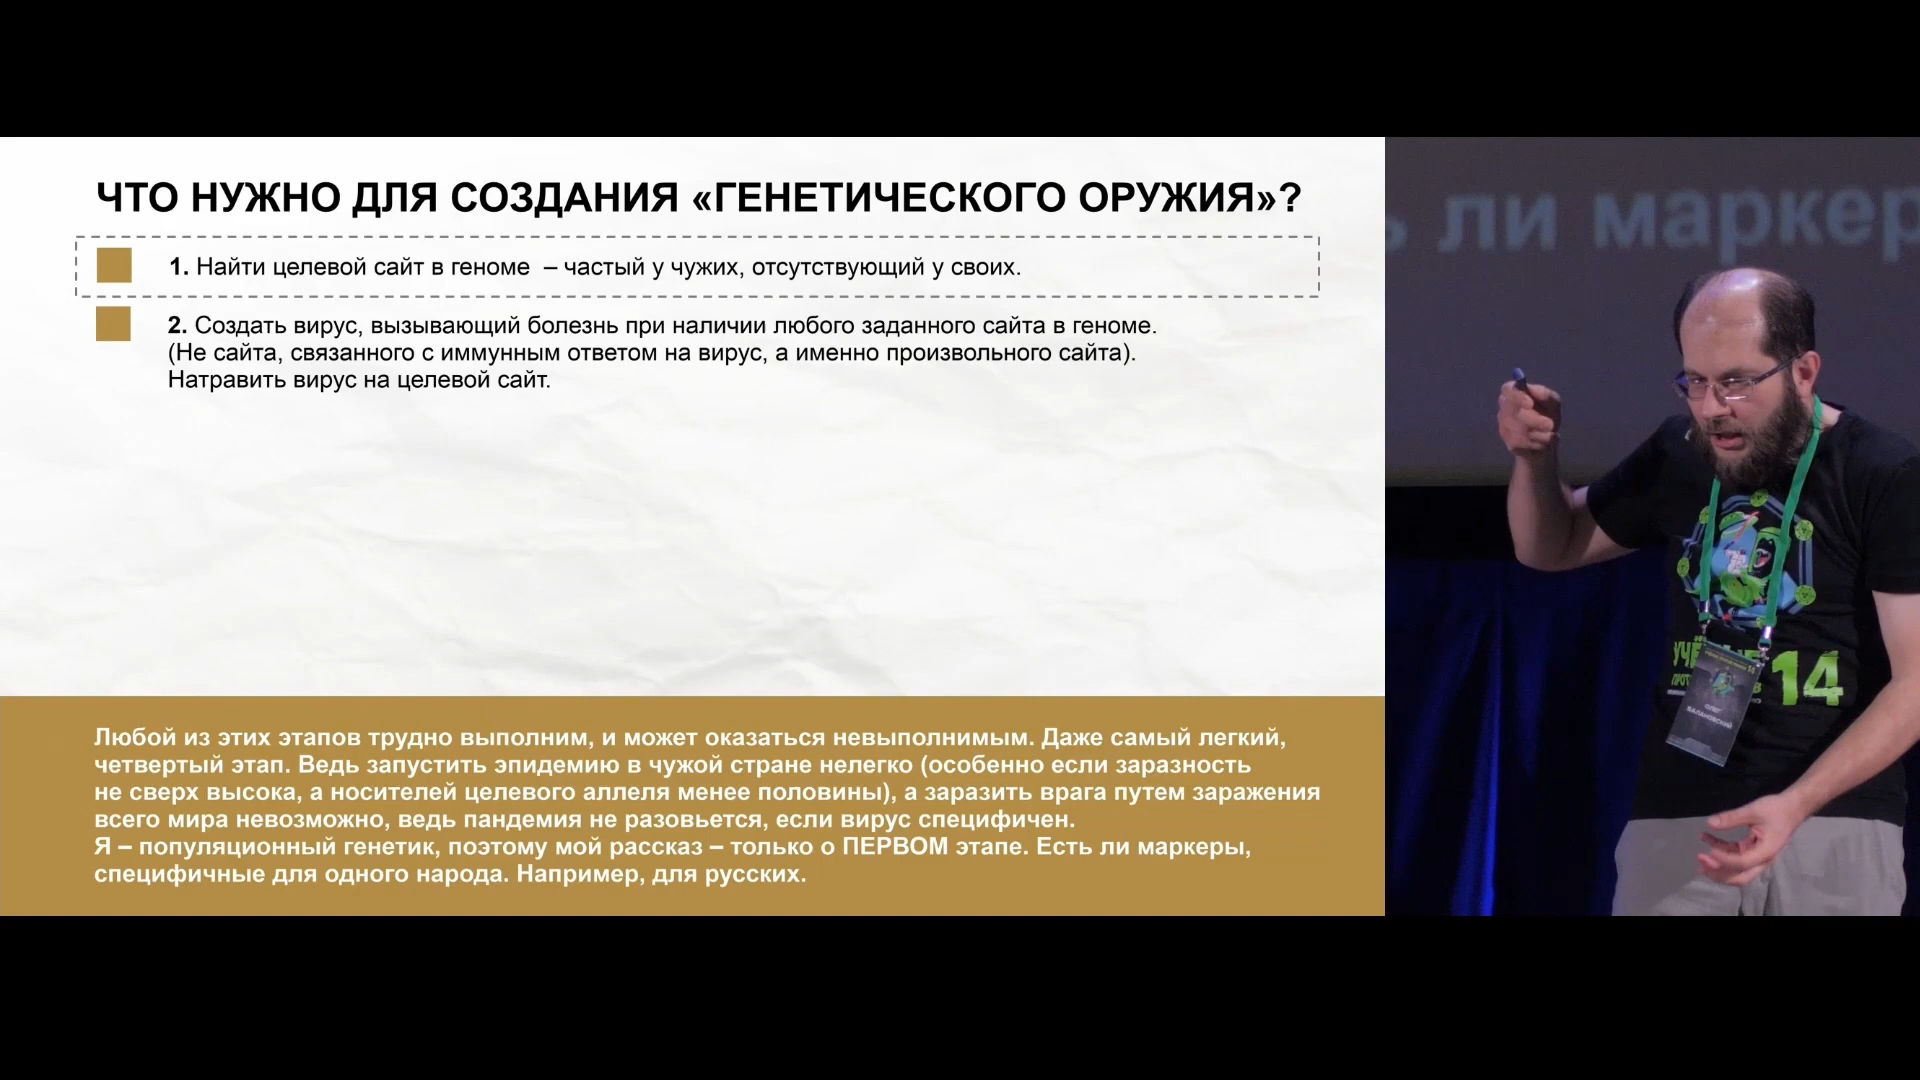 ЧТО НУЖНО ДЛЯ СОЗДАНИЯ «ГЕНЕТИЧЕСКОГО ОРУЖИЯ»?
1. Найти целевой сайт в геноме – частый у чужих, отсутствующий у своих.
2. Создать вирус, вызывающий болезнь при наличии любого заданного сайта в геноме.
(Не сайта, связанного с иммунным ответом на вирус, а именно произвольного сайта).
Натравить вирус на целевой сайт.
Любой из этих этапов трудно выполним, и может оказаться невыполнимым. Даже самый легкий,
четвертый этап. Ведь запустить эпидемию в чужой стране нелегко (особенно если заразность
не сверх высока, а носителей целевого аллеля менее половины), а заразить врага путем заражения
всего мира невозможно, ведь пандемия не разовьется, если вирус специфичен.
Я – популяционный генетик, поэтому мой рассказ – только о ПЕРВОМ этапе. Есть ли маркеры,
специфичные для одного народа. Например, для русских.
ли маркер
14
ОЛЕГ
БАЛАНОВСКИЙ